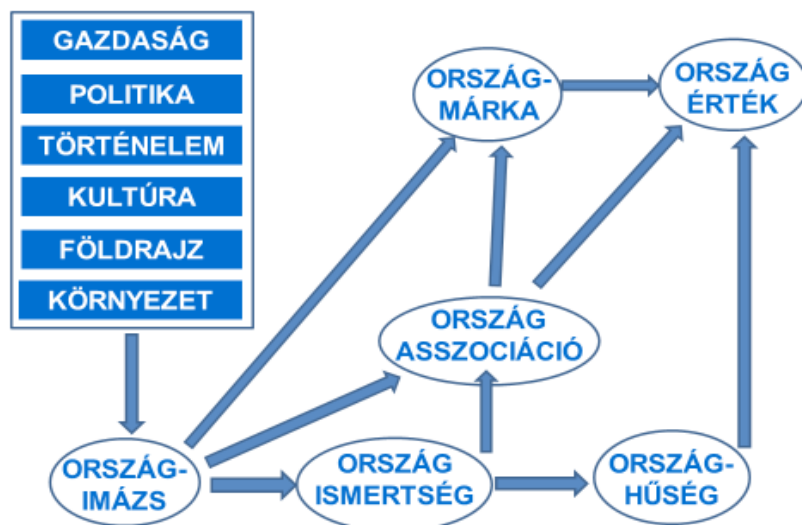 GAZDASÁG
POLITIKA
TÖRTÉNELEM
KULTÚRA
FÖLDRAJZ
KÖRNYEZET
ORSZÁG-
MÁRKA
ORSZÁG
ÉRTÉK
ORSZÁG
ASSZOCIÁCIÓ
ORSZÁG-
IMÁZS
ORSZÁG
ISMERTSÉG
ORSZÁG-
HŰSÉG